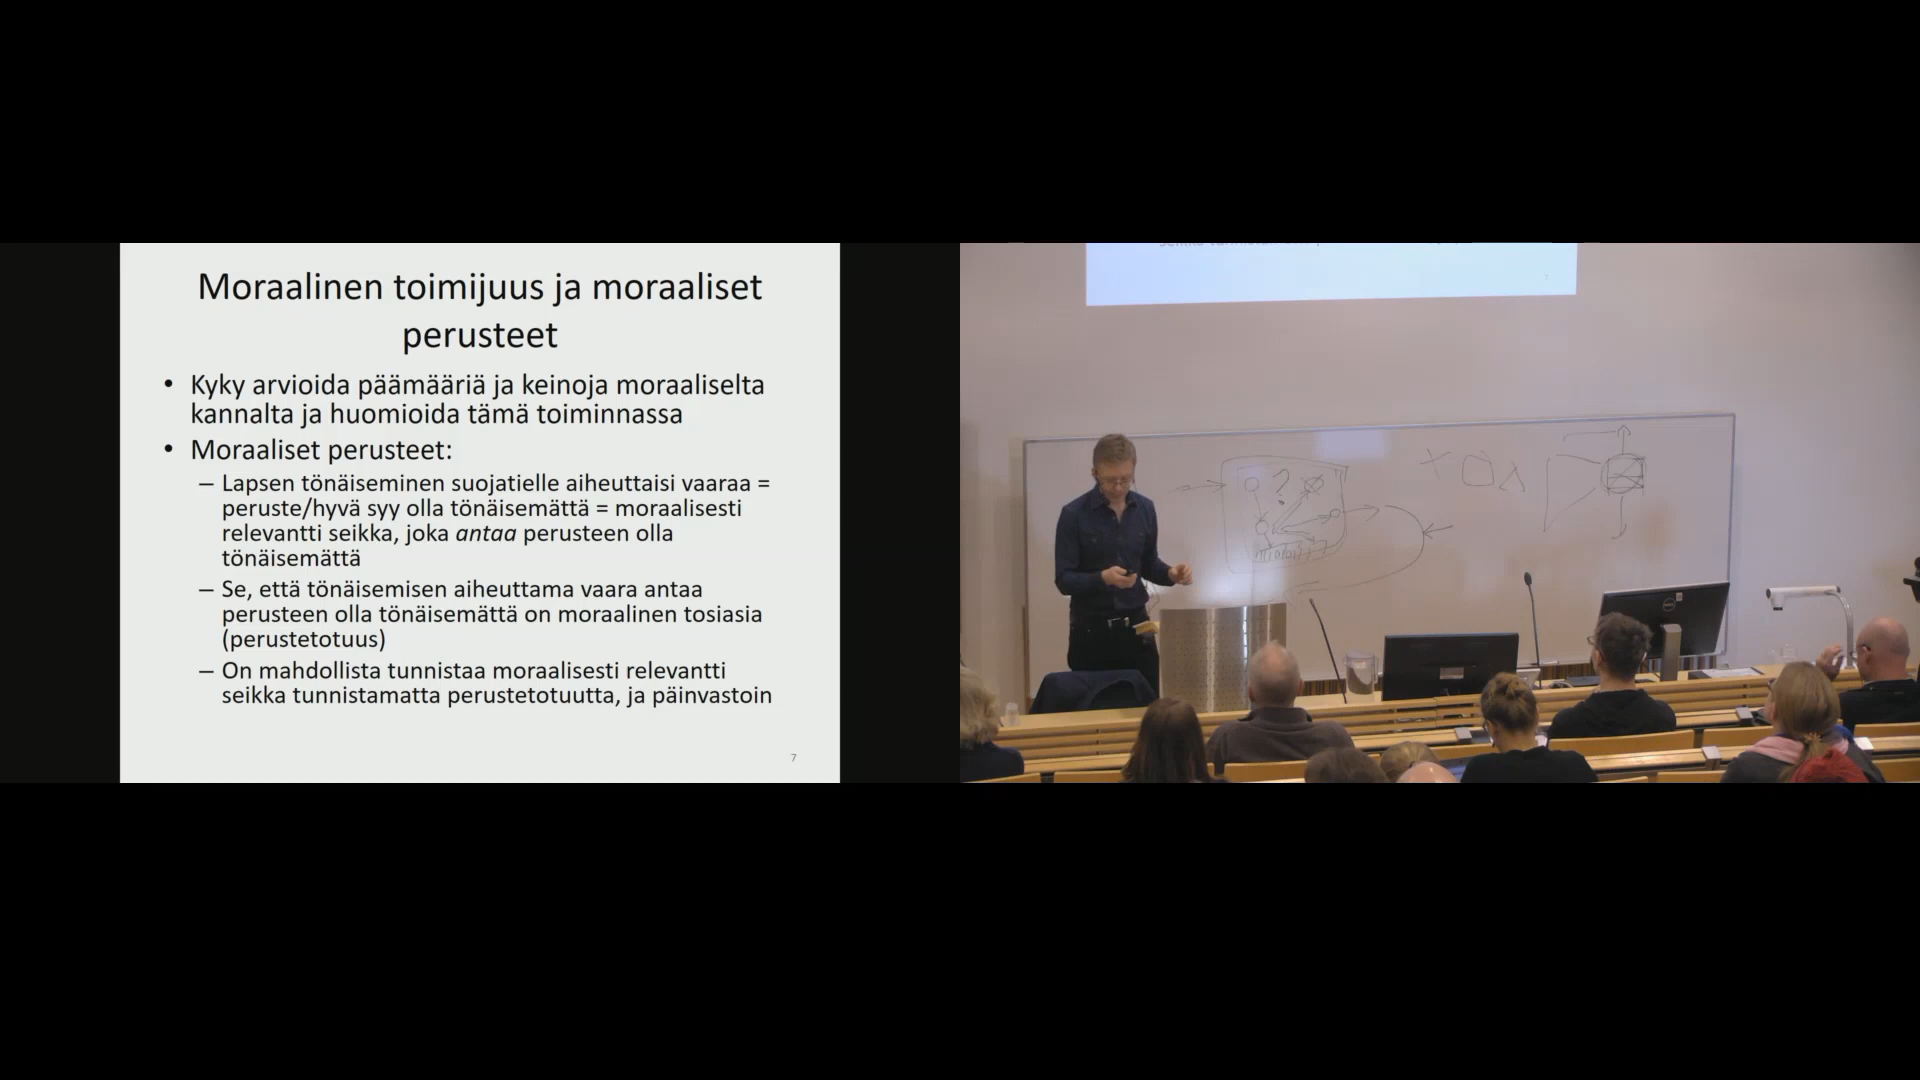 Moraalinen toimijuus ja moraaliset
perusteet
• Kyky arvioida päämääriä ja keinoja moraaliselta
kannalta ja huomioida tämä toiminnassa
• Moraaliset perusteet:
– Lapsen tönäiseminen suojatielle aiheuttaisi vaaraa =
peruste/hyvä syy olla tönäisemättä = moraalisesti
relevantti seikka, joka antaa perusteen olla
tönäisemättä
– Se, että tönäisemisen aiheuttama vaara antaa
perusteen olla tönäisemättä on moraalinen tosiasia
(perustetotuus)
– On mahdollista tunnistaa moraalisesti relevantti
seikka tunnistamatta perustetotuutta, ja päinvastoin
7
?